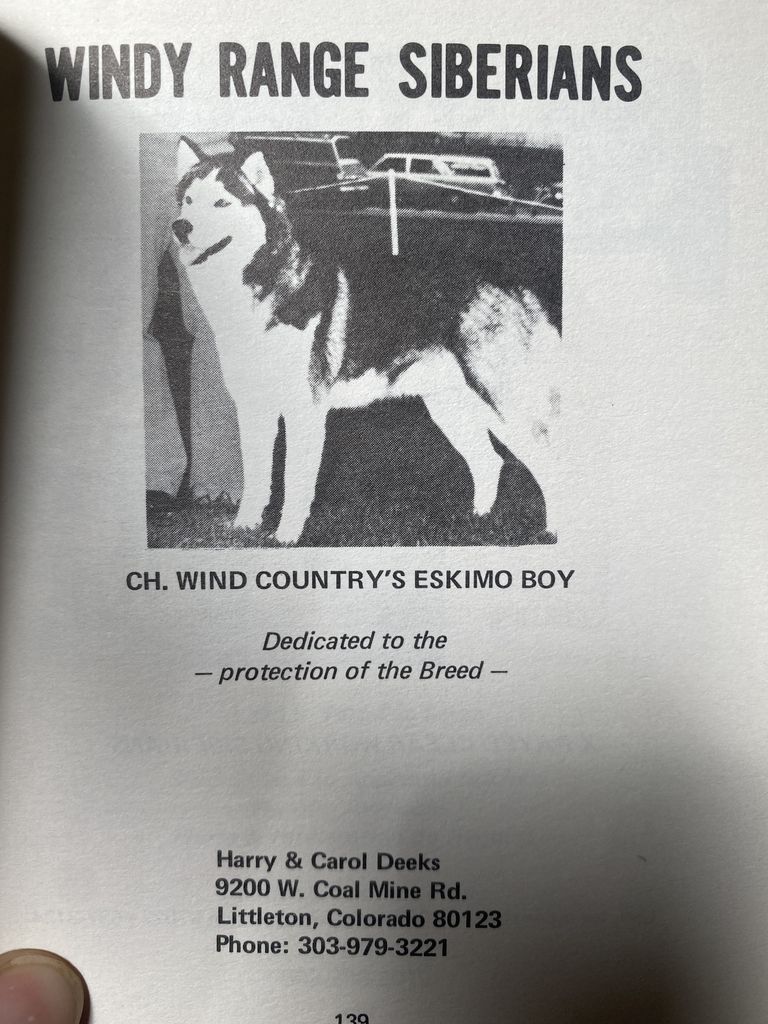 WINDY RANGE SIBERIANS
CH. WIND COUNTRY'S ESKIMO BOY
Dedicated to the
— protection of the Breed —
Harry & Carol Deeks
9200 W. Coal Mine Rd.
Littleton, Colorado 80123
Phone: 303-979-3221
139